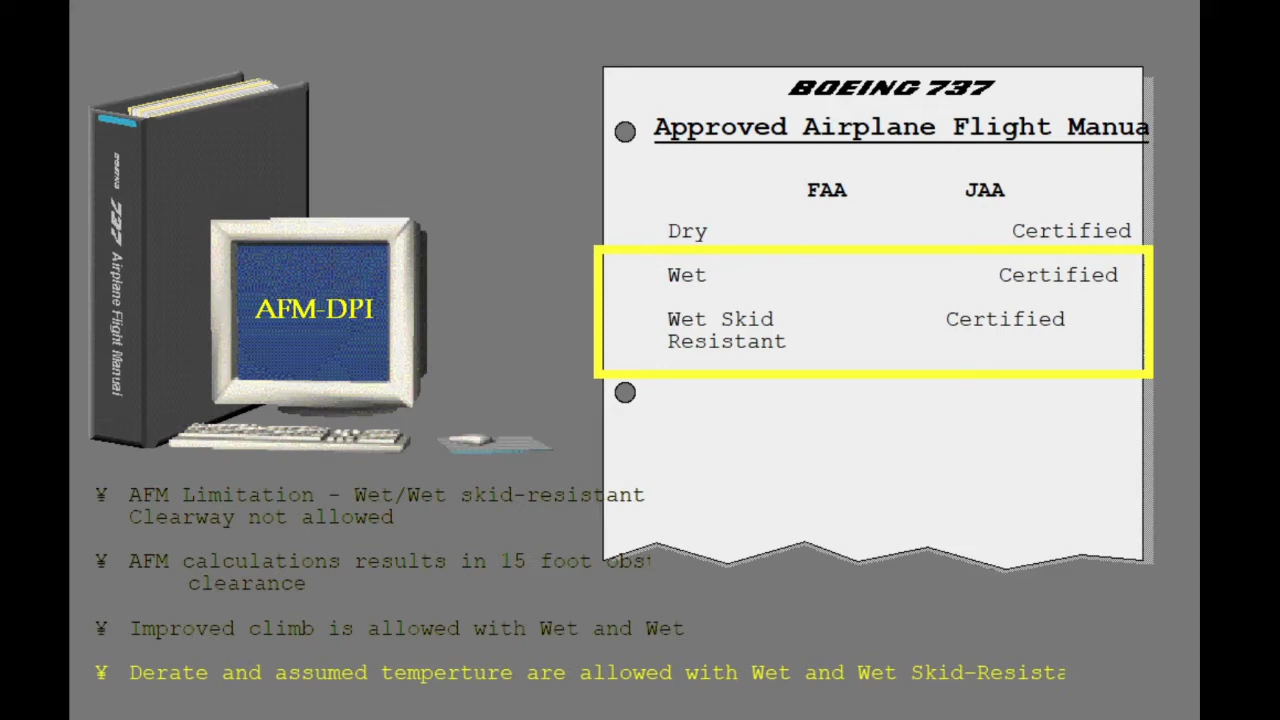 BOEING 737
Approved Airplane Flight Manua
FAA JAA
Dry Certified
Wet Certified
Wet Skid Certified
Resistant
BOEING 737 Airplane Flight Manual
AFM-DPI
¥ AFM Limitation - Wet/Wet skid-resistant
Clearway not allowed
¥ AFM calculations results in 15 foot obst
clearance
¥ Improved climb is allowed with Wet and Wet
¥ Derate and assumed temperture are allowed with Wet and Wet Skid-Resista